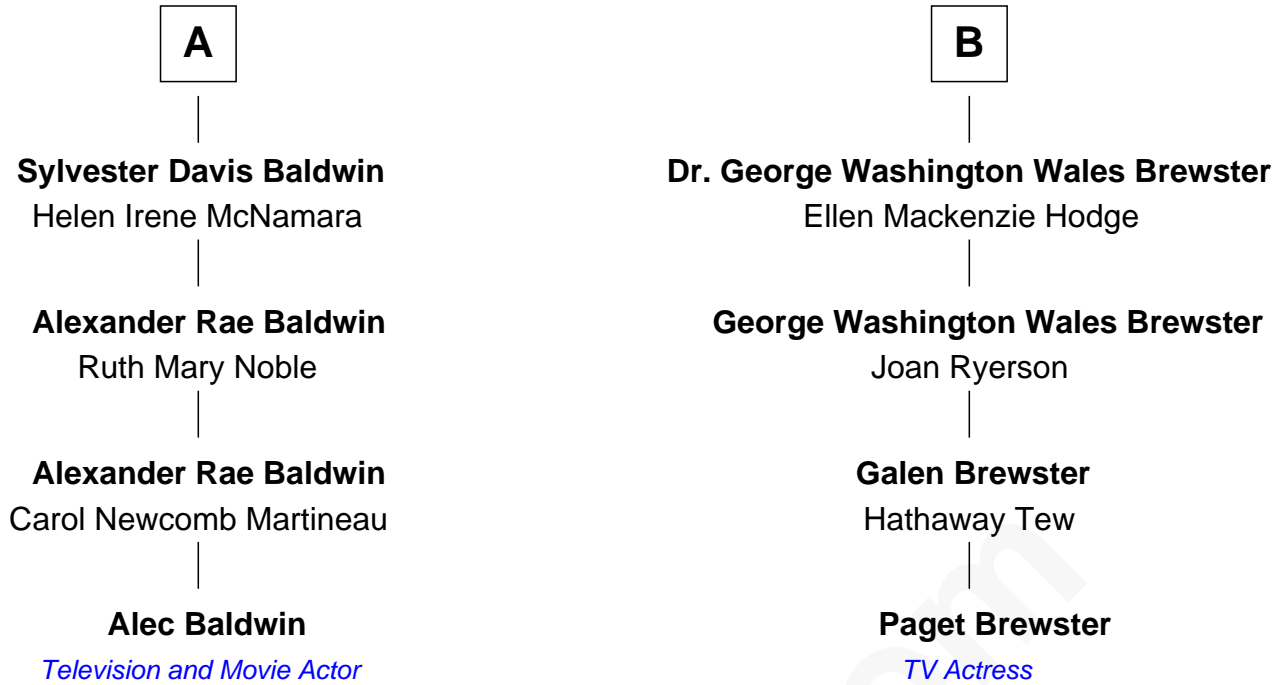 A
Sylvester Davis Baldwin
Helen Irene McNamara
Alexander Rae Baldwin
Ruth Mary Noble
Alexander Rae Baldwin
Carol Newcomb Martineau
Alec Baldwin
Television and Movie Actor
B
Dr. George Washington Wales Brewster
Ellen Mackenzie Hodge
George Washington Wales Brewster
Joan Ryerson
Galen Brewster
Hathaway Tew
Paget Brewster
TV Actress